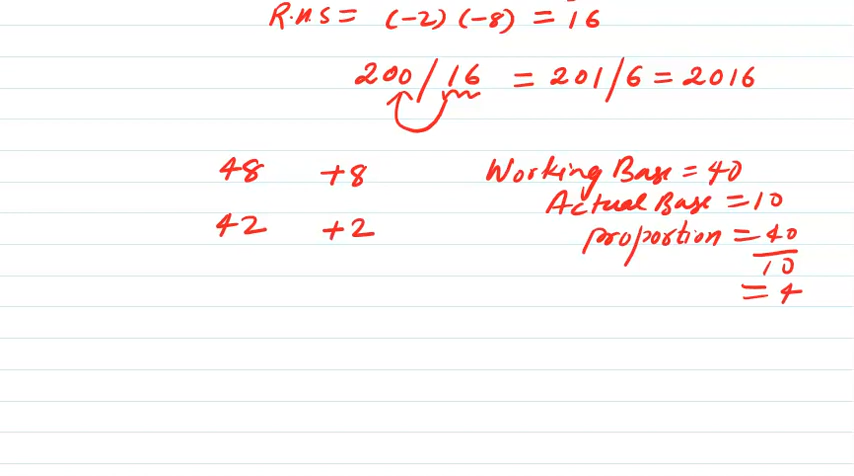 R.H.S = (-2) (-8) = 16
200/16 = 201/6 = 2016
48 +8 Working Base = 40
Actual Base = 10
42 +2 proportion = 40
10
= 4